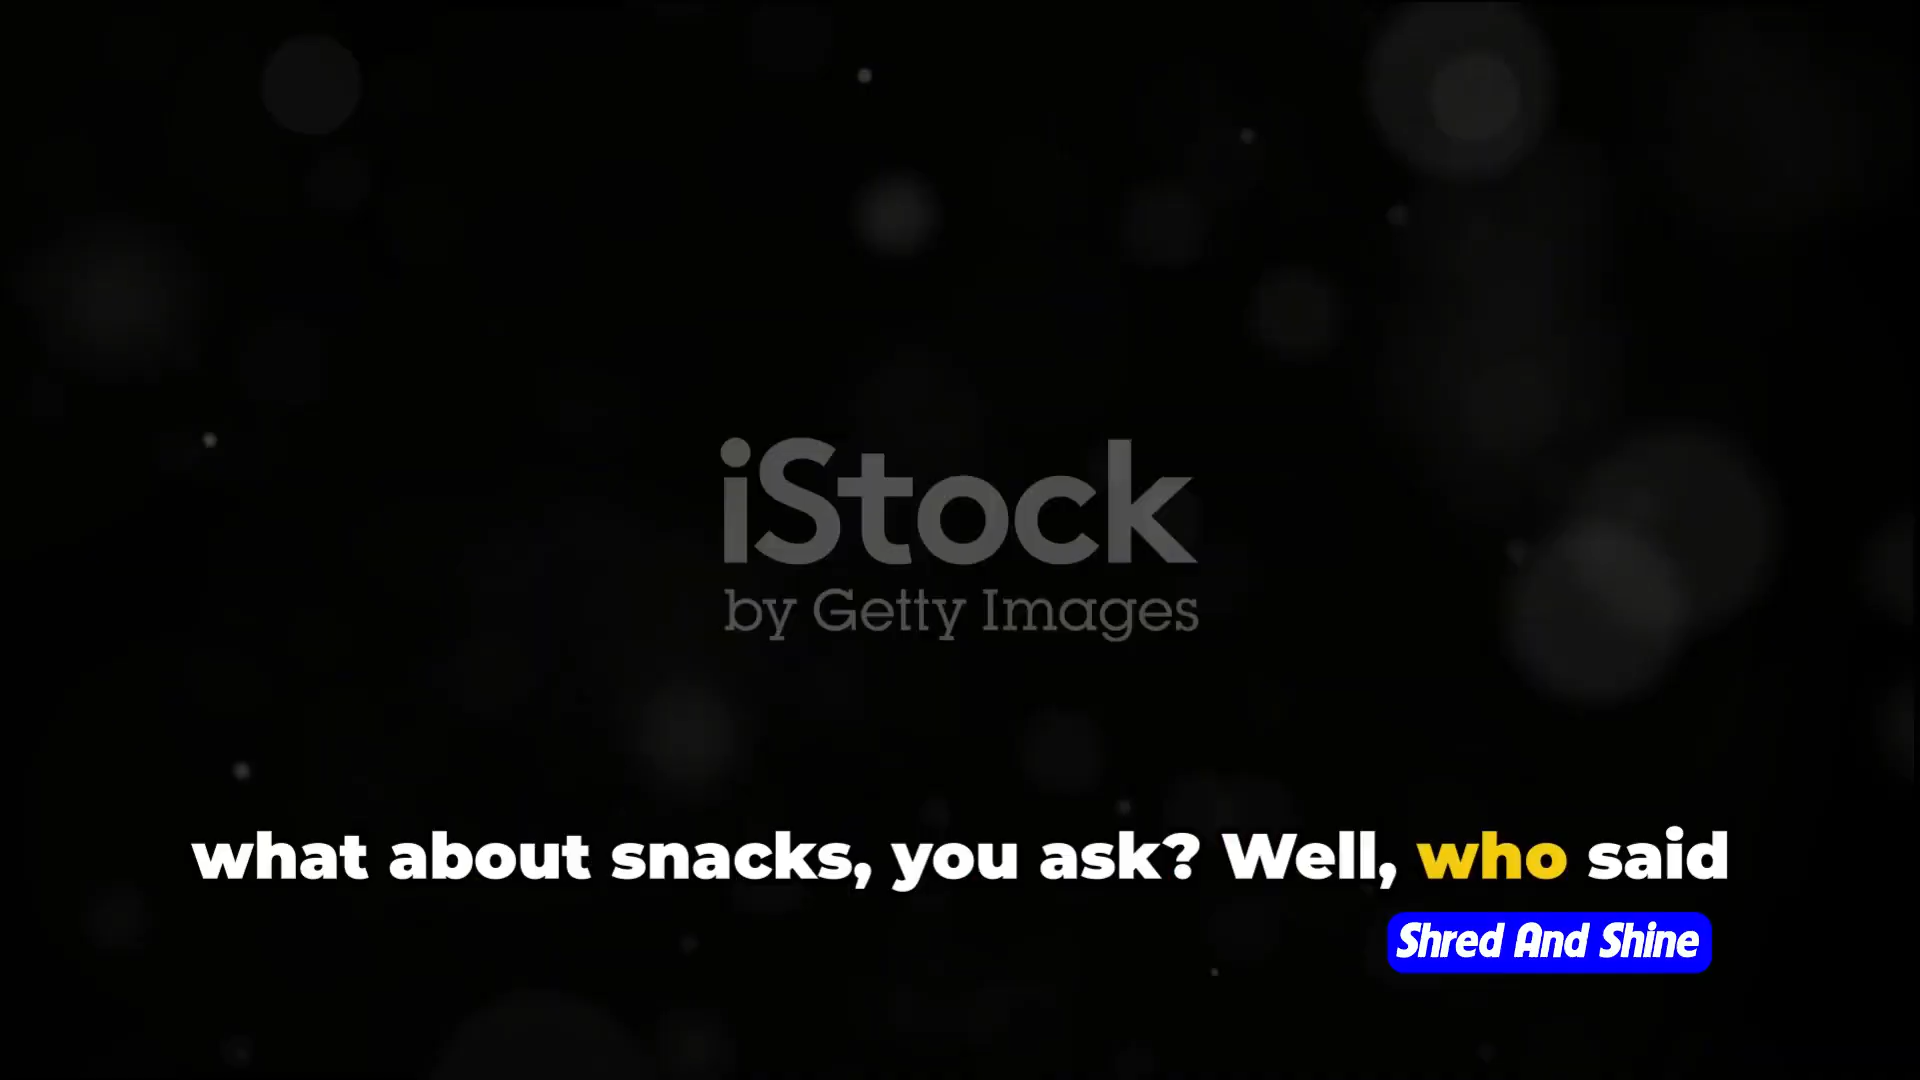 iStock
by Getty Images
what about snacks, you ask? Well, who said
Shred And Shine